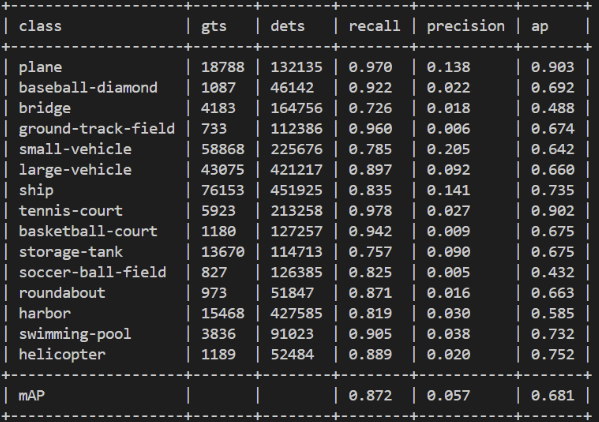 +---------------------+-------+--------+--------+-----------+-------+
| class               | gts   | dets   | recall | precision | ap    |
+---------------------+-------+--------+--------+-----------+-------+
| plane               | 18788 | 132135 | 0.970  | 0.138     | 0.903 |
| baseball-diamond    | 1087  | 46142  | 0.922  | 0.022     | 0.692 |
| bridge              | 4183  | 164756 | 0.726  | 0.018     | 0.488 |
| ground-track-field  | 733   | 112386 | 0.960  | 0.006     | 0.674 |
| small-vehicle       | 58868 | 225676 | 0.785  | 0.205     | 0.642 |
| large-vehicle       | 43075 | 421217 | 0.897  | 0.092     | 0.660 |
| ship                | 76153 | 451925 | 0.835  | 0.141     | 0.735 |
| tennis-court        | 5923  | 213258 | 0.978  | 0.027     | 0.902 |
| basketball-court    | 1180  | 127257 | 0.942  | 0.009     | 0.675 |
| storage-tank        | 13670 | 114713 | 0.757  | 0.090     | 0.675 |
| soccer-ball-field   | 827   | 126385 | 0.825  | 0.005     | 0.432 |
| roundabout          | 973   | 51847  | 0.871  | 0.016     | 0.663 |
| harbor              | 15468 | 427585 | 0.819  | 0.030     | 0.585 |
| swimming-pool       | 3836  | 91023  | 0.905  | 0.038     | 0.732 |
| helicopter          | 1189  | 52484  | 0.889  | 0.020     | 0.752 |
+---------------------+-------+--------+--------+-----------+-------+
| mAP                 |       |        | 0.872  | 0.057     | 0.681 |
+---------------------+-------+--------+--------+-----------+-------+